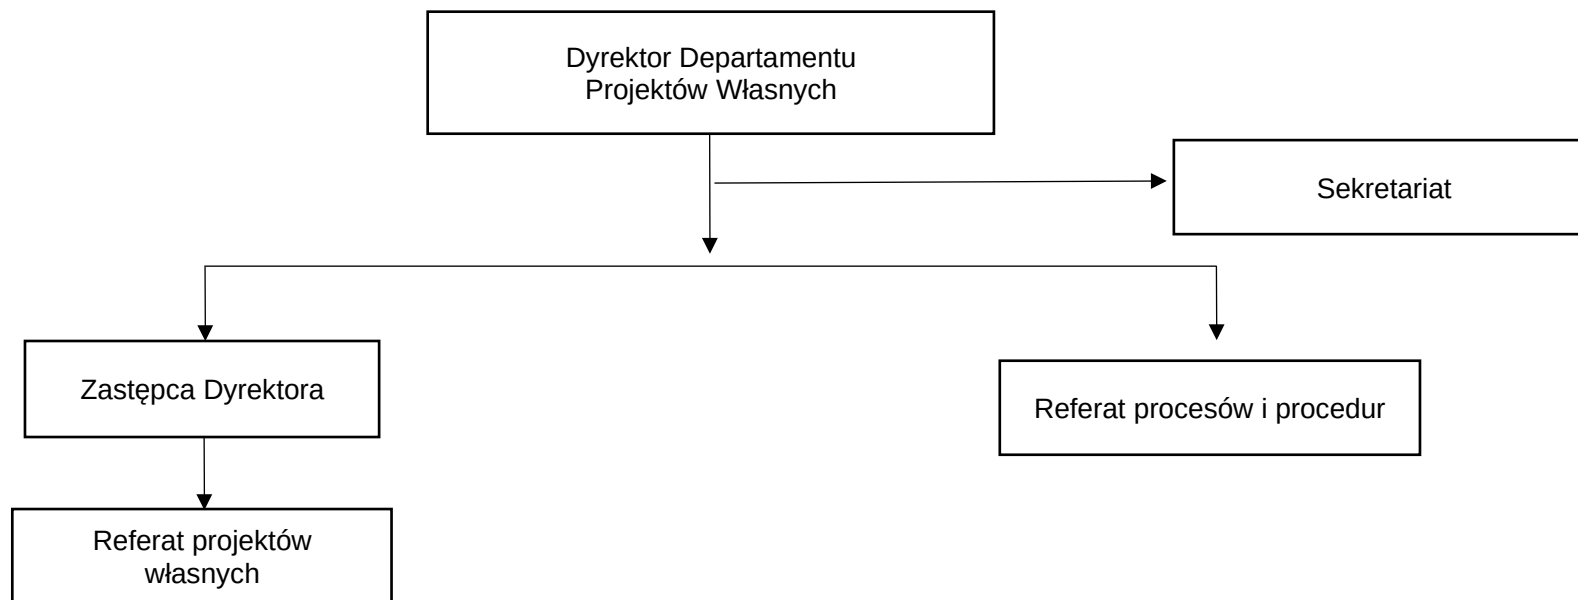 Dyrektor Departamentu
Projektów Własnych
Sekretariat
Zastępca Dyrektora
Referat procesów i procedur
Referat projektów
własnych